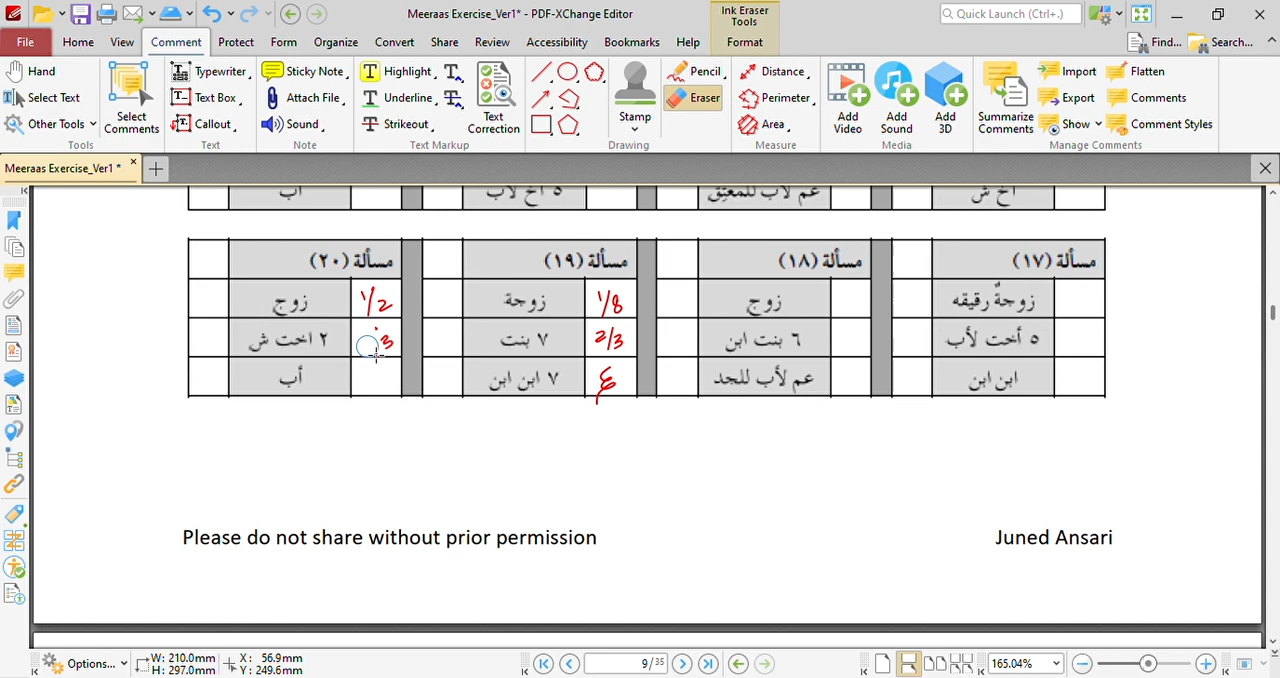 Meeraas Exercise_Ver1* - PDF-XChange Editor
Ink Eraser
Tools
Quick Launch (Ctrl+.)
File Home View Comment Protect Form Organize Convert Share Review Accessibility Bookmarks Help Format
Find... Search...
Hand
Select Text
Other Tools
Select
Comments
Typewriter
Text Box
Callout
Sticky Note
Attach File
Sound
Highlight
Underline
Strikeout
Text
Correction
Stamp
Pencil
Eraser
Distance
Perimeter
Area
Add
Video
Add
Sound
Add
3D
Summarize
Comments
Import
Export
Show
Flatten
Comments
Comment Styles
Tools Text Note Text Markup Drawing Measure Media Manage Comments
Meeraas Exercise_Ver1 *
أخ ش عم لأب للمعتِق ٥ أخ لأب أب
مسألة (١٧) مسألة (١٨) مسألة (١٩) مسألة (٢٠)
زوجةٌ رقيقه زوج 1/8 زوجة 1/2 زوج
٥ أخت لأب ٦ بنت ابن 2/3 ٧ بنت 3 ٢ اخت ش
ابن ابن عم لأب للجد ع ٧ ابن ابن أب
Please do not share without prior permission Juned Ansari
Options... W: 210.0mm X: 56.9mm 9/35 165.04%
H: 297.0mm Y: 249.6mm